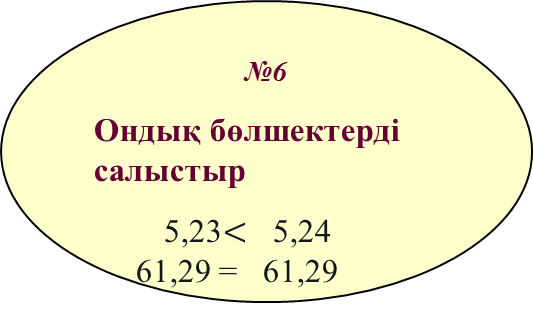 №6
Ондық бөлшектерді
салыстыр
5,23< 5,24
61,29 = 61,29